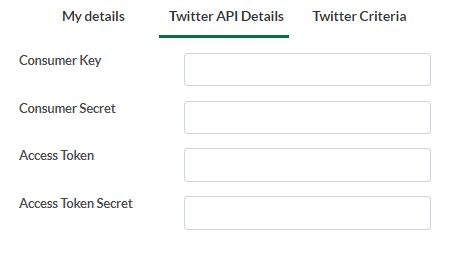 My details Twitter API Details Twitter Criteria
Consumer Key
Consumer Secret
Access Token
Access Token Secret